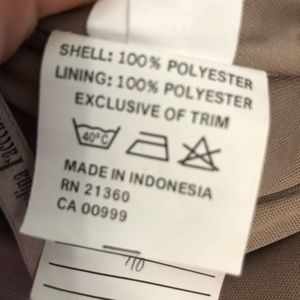 SHELL: 100% POLYESTER
LINING: 100% POLYESTER
EXCLUSIVE OF TRIM
40°C
MADE IN INDONESIA
RN 21360
CA 00999